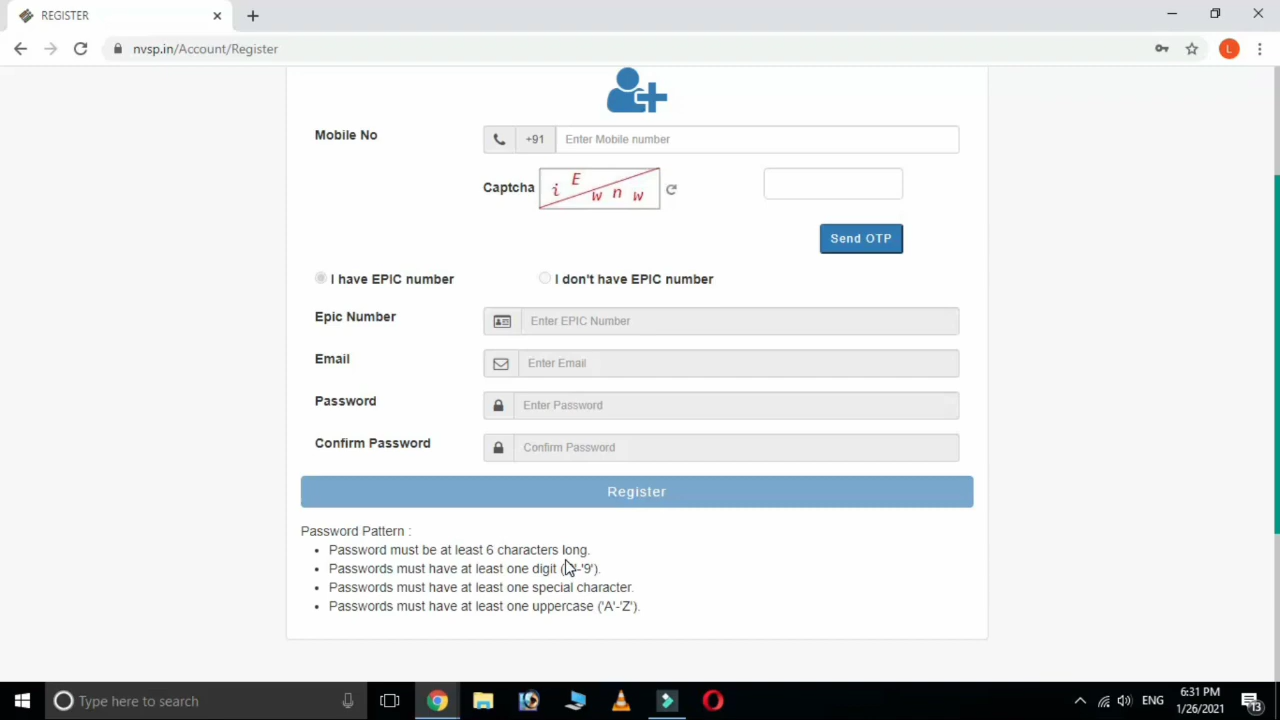 REGISTER
nvsp.in/Account/Register
L
Mobile No
+91
Enter Mobile number
Captcha
i E w n w
Send OTP
I have EPIC number
I don't have EPIC number
Epic Number
Enter EPIC Number
Email
Enter Email
Password
Enter Password
Confirm Password
Confirm Password
Register
Password Pattern :
Password must be at least 6 characters long.
Passwords must have at least one digit ( -'9').
Passwords must have at least one special character.
Passwords must have at least one uppercase ('A'-'Z').
Type here to search
ENG
6:31 PM
1/26/2021
13